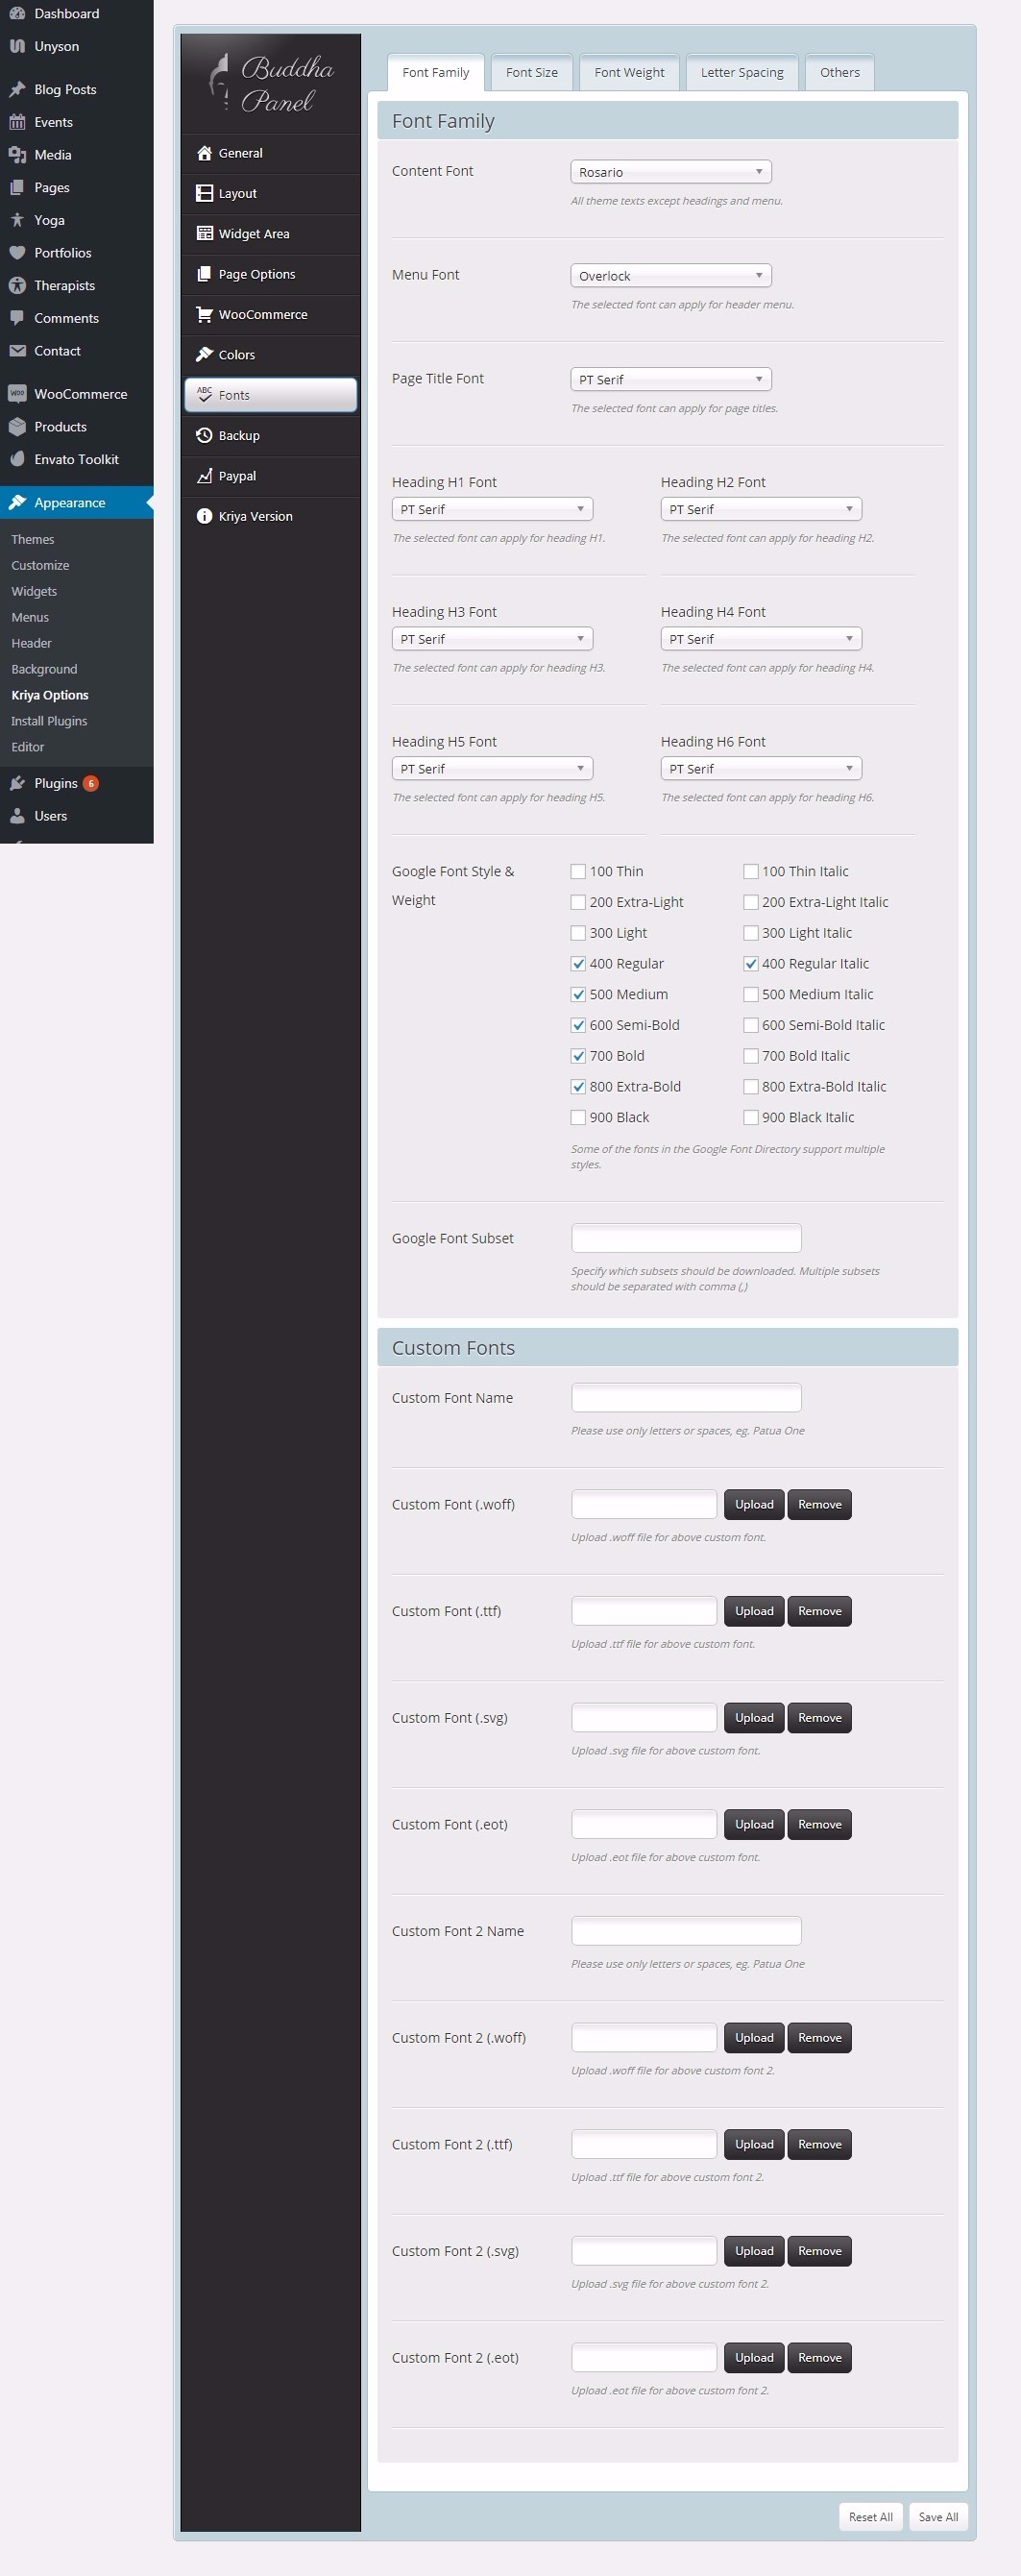 Dashboard
Unyson
Blog Posts
Events
Media
Pages
Yoga
Portfolios
Therapists
Comments
Contact
WooCommerce
Products
Envato Toolkit
Appearance
Themes
Customize
Widgets
Menus
Header
Background
Kriya Options
Install Plugins
Editor
Plugins 6
Users
Buddha
Panel
General
Layout
Widget Area
Page Options
WooCommerce
Colors
ABC Fonts
Backup
Paypal
Kriya Version
Font Family Font Size Font Weight Letter Spacing Others
Font Family
Content Font Rosario
All theme texts except headings and menu.
Menu Font Overlock
The selected font can apply for header menu.
Page Title Font PT Serif
The selected font can apply for page titles.
Heading H1 Font Heading H2 Font
PT Serif PT Serif
The selected font can apply for heading H1. The selected font can apply for heading H2.
Heading H3 Font Heading H4 Font
PT Serif PT Serif
The selected font can apply for heading H3. The selected font can apply for heading H4.
Heading H5 Font Heading H6 Font
PT Serif PT Serif
The selected font can apply for heading H5. The selected font can apply for heading H6.
Google Font Style &
Weight
100 Thin 100 Thin Italic
200 Extra-Light 200 Extra-Light Italic
300 Light 300 Light Italic
400 Regular 400 Regular Italic
500 Medium 500 Medium Italic
600 Semi-Bold 600 Semi-Bold Italic
700 Bold 700 Bold Italic
800 Extra-Bold 800 Extra-Bold Italic
900 Black 900 Black Italic
Some of the fonts in the Google Font Directory support multiple
styles.
Google Font Subset
Specify which subsets should be downloaded. Multiple subsets
should be separated with comma (,)
Custom Fonts
Custom Font Name
Please use only letters or spaces, eg. Patua One
Custom Font (.woff) Upload Remove
Upload .woff file for above custom font.
Custom Font (.ttf) Upload Remove
Upload .ttf file for above custom font.
Custom Font (.svg) Upload Remove
Upload .svg file for above custom font.
Custom Font (.eot) Upload Remove
Upload .eot file for above custom font.
Custom Font 2 Name
Please use only letters or spaces, eg. Patua One
Custom Font 2 (.woff) Upload Remove
Upload .woff file for above custom font 2.
Custom Font 2 (.ttf) Upload Remove
Upload .ttf file for above custom font 2.
Custom Font 2 (.svg) Upload Remove
Upload .svg file for above custom font 2.
Custom Font 2 (.eot) Upload Remove
Upload .eot file for above custom font 2.
Reset All Save All